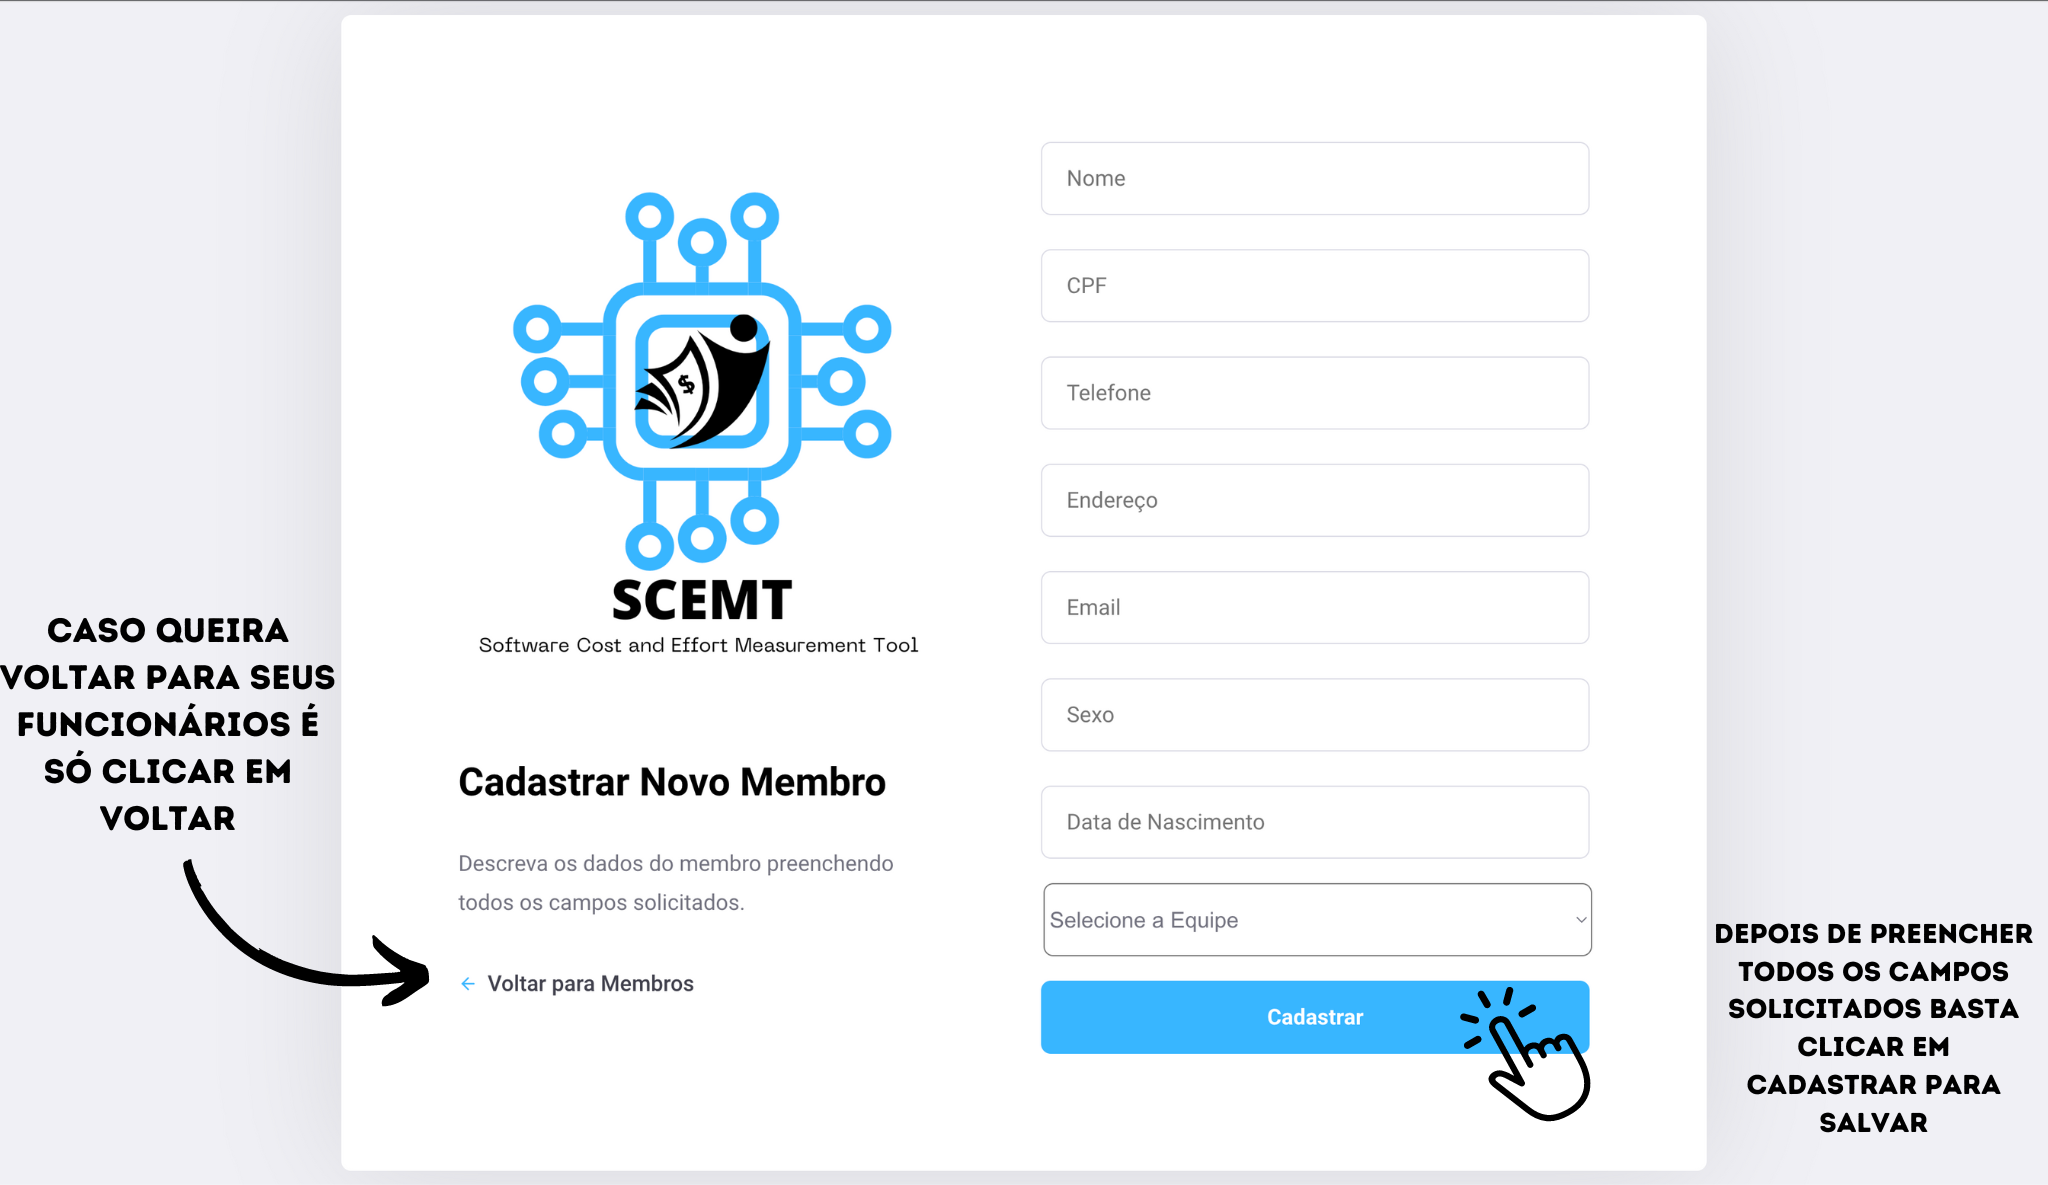 CASO QUEIRA
VOLTAR PARA SEUS
FUNCIONÁRIOS É
SÓ CLICAR EM
VOLTAR
$
SCEMT
Software Cost and Effort Measurement Tool
Cadastrar Novo Membro
Descreva os dados do membro preenchendo
todos os campos solicitados.
← Voltar para Membros
Nome
CPF
Telefone
Endereço
Email
Sexo
Data de Nascimento
Selecione a Equipe
Cadastrar
DEPOIS DE PREENCHER
TODOS OS CAMPOS
SOLICITADOS BASTA
CLICAR EM
CADASTRAR PARA
SALVAR